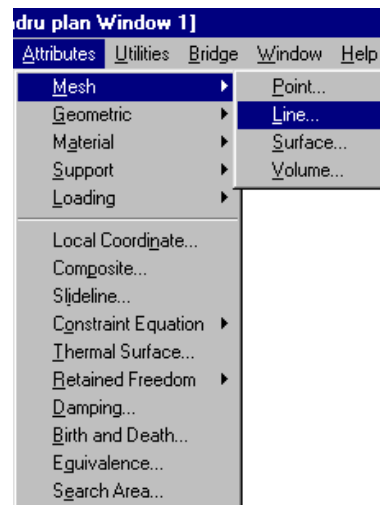 dru plan Window 1]
Attributes Utilities Bridge Window Help
Mesh
Geometric
Material
Support
Loading
Local Coordinate...
Composite...
Slideline...
Constraint Equation
Thermal Surface...
Retained Freedom
Damping...
Birth and Death...
Equivalence...
Search Area...
Point...
Line...
Surface...
Volume...